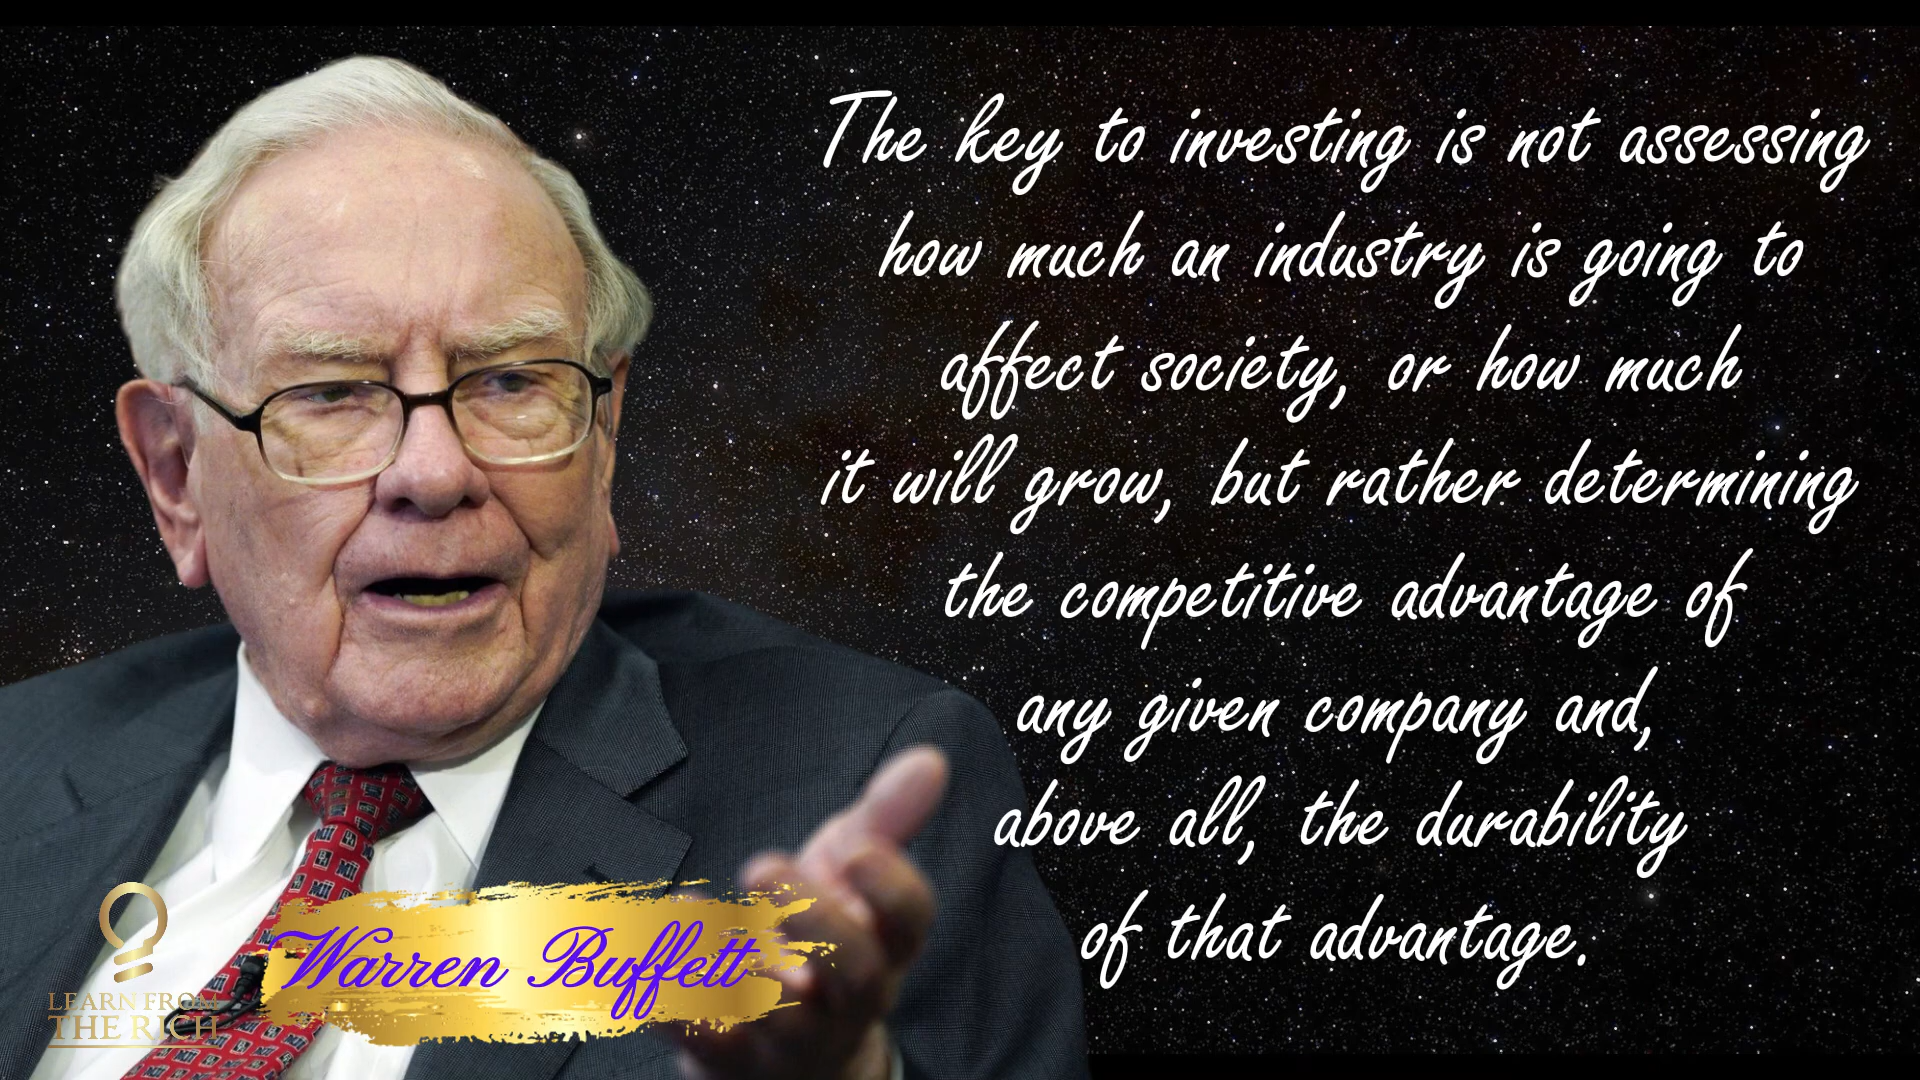 The key to investing is not assessing
how much an industry is going to
affect society, or how much
it will grow, but rather determining
the competitive advantage of
any given company and,
above all, the durability
of that advantage.
Warren Buffett
LEARN FROM
THE RICH